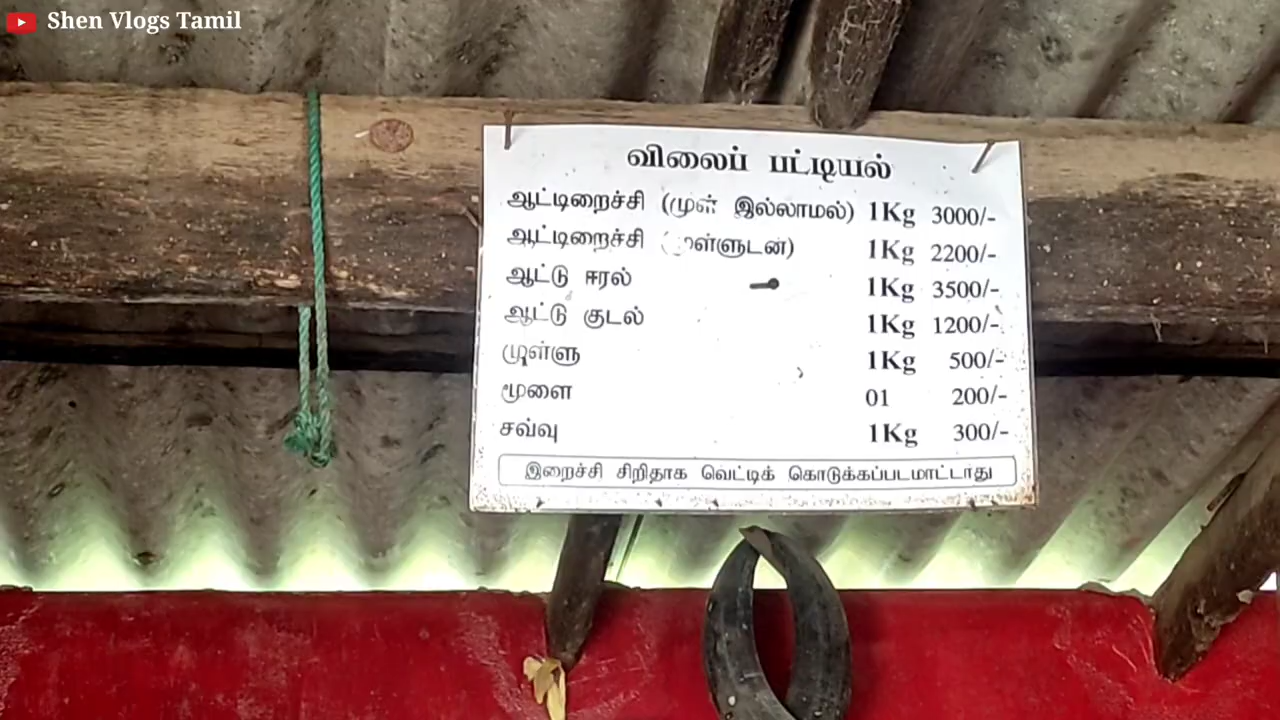 Shen Vlogs Tamil
விலைப் பட்டியல்
ஆட்டிறைச்சி (முள் இல்லாமல்) 1Kg 3000/-
ஆட்டிறைச்சி (முள்ளுடன்) 1Kg 2200/-
ஆட்டு ஈரல் 1Kg 3500/-
ஆட்டு குடல் 1Kg 1200/-
முள்ளு 1Kg 500/-
மூளை 01 200/-
சவ்வு 1Kg 300/-
இறைச்சி சிறிதாக வெட்டிக் கொடுக்கப்படமாட்டாது